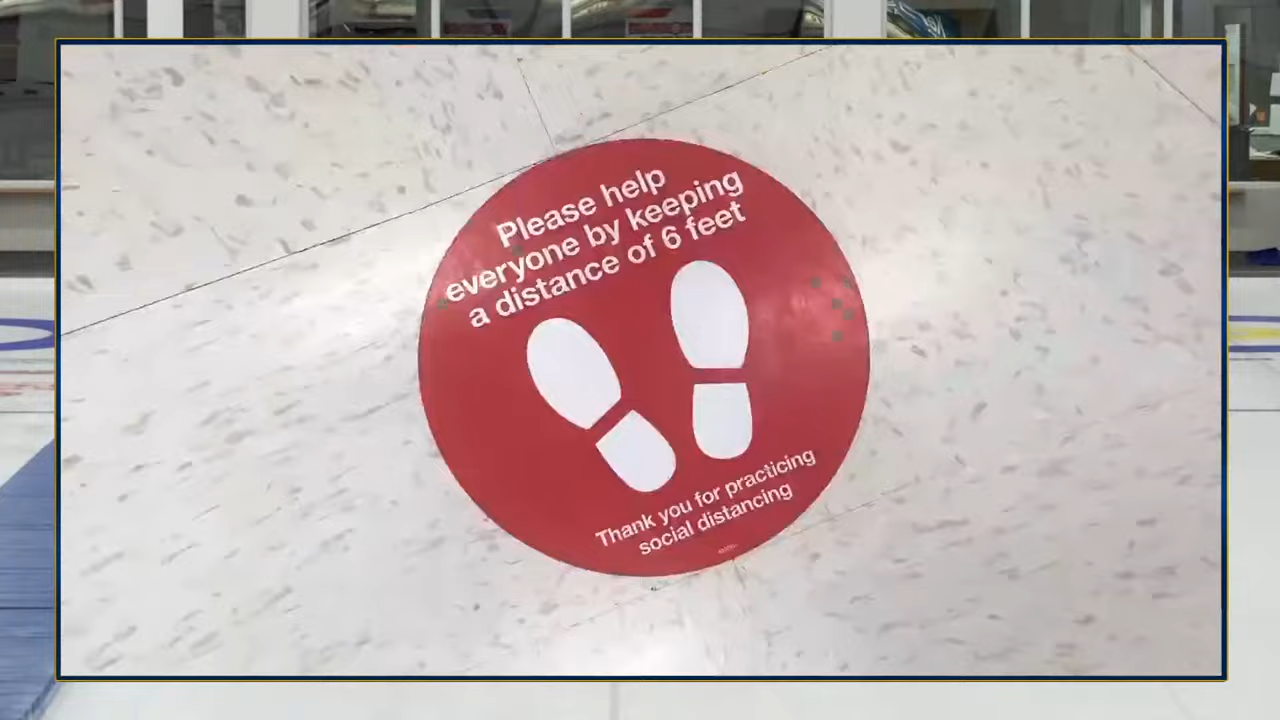 Please help
everyone by keeping
a distance of 6 feet
Thank you for practicing
social distancing